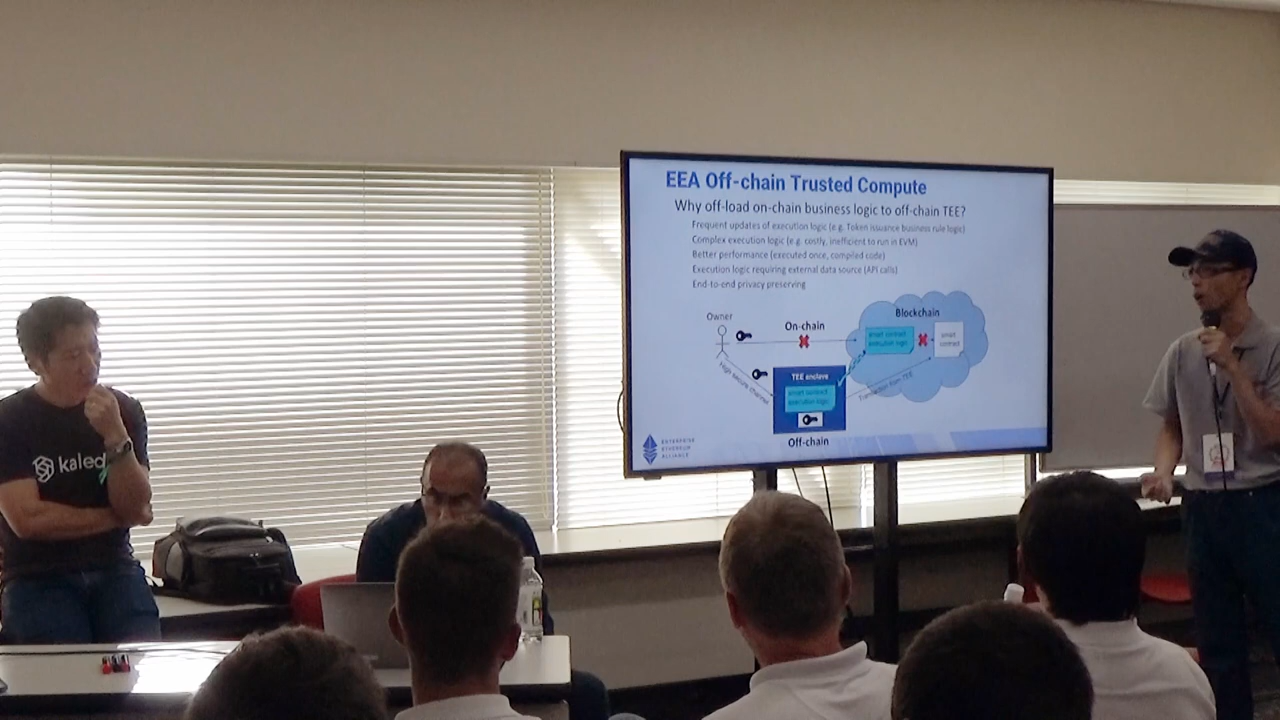 EEA Off-chain Trusted Compute
Why off-load on-chain business logic to off-chain TEE?
Frequent updates of execution logic (e.g. Token issuance business rule logic)
Complex execution logic (e.g. costly, inefficient to run in EVM)
Better performance (executed once, compiled code)
Execution logic requiring external data source (API calls)
End-to-end privacy preserving
Owner
On-chain
Blockchain
smart contract
execution logic
smart
contract
High secure channel
TEE enclave
smart contract
execution logic
Transaction from TEE
Off-chain
ENTERPRISE
ETHEREUM
ALLIANCE
kaled